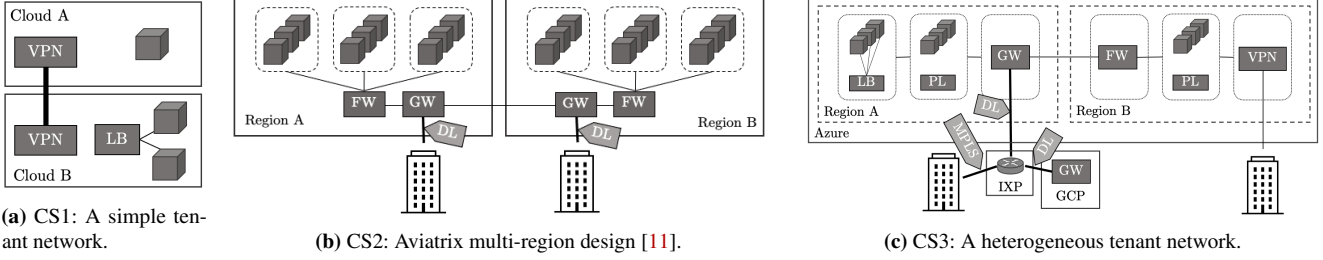 Cloud A
VPN
VPN
LB
Cloud B
(a) CS1: A simple ten-
ant network.
FW
GW
GW
FW
Region A
DL
DL
Region B
(b) CS2: Aviatrix multi-region design [11].
LB
PL
GW
FW
PL
VPN
Region A
DL
Region B
Azure
MPLS
DL
IXP
GW
GCP
(c) CS3: A heterogeneous tenant network.